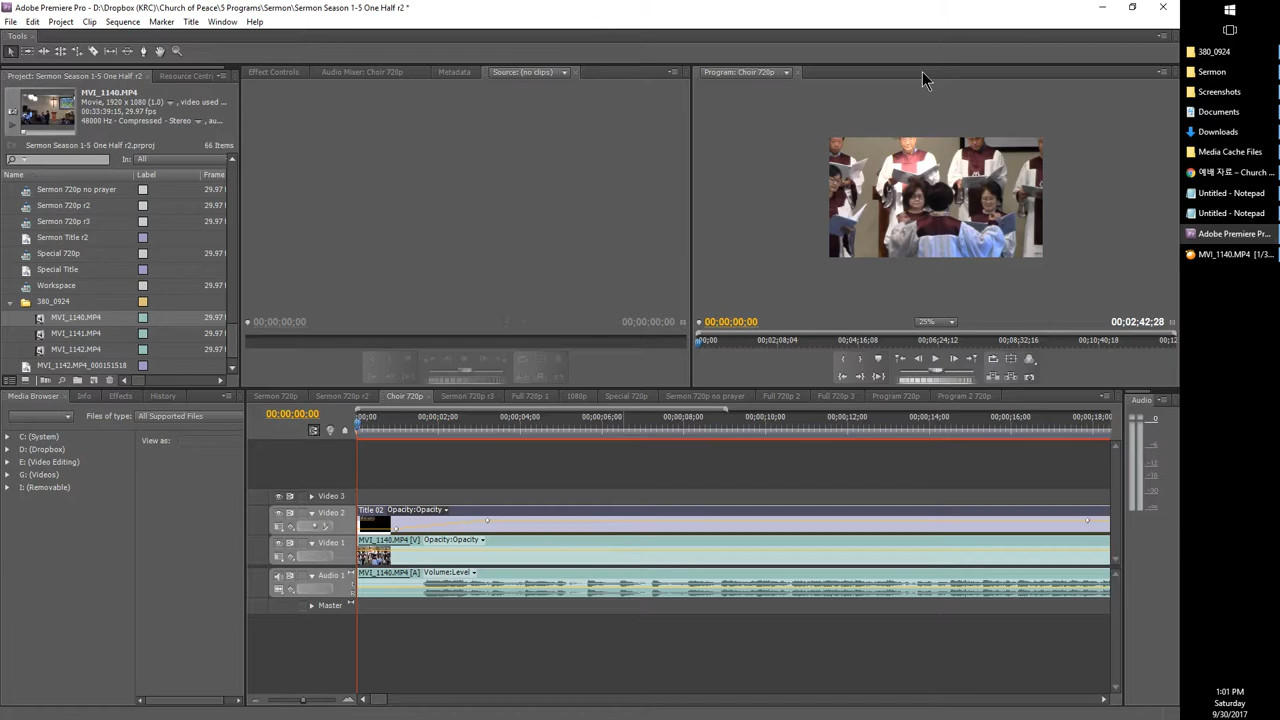 Adobe Premiere Pro - D:\Dropbox (KRC)\Church of Peace\5 Programs\Sermon\Sermon Season 1-5 One Half r2 *
File Edit Project Clip Sequence Marker Title Window Help
Tools
Project: Sermon Season 1-5 One Half r2
Resource Centr
Effect Controls
Audio Mixer: Choir 720p
Metadata
Source: (no clips)
Program: Choir 720p
MVI_1140.MP4
Movie, 1920 x 1080 (1.0) , video used ...
00;33;39;15, 29.97 fps
48000 Hz - Compressed - Stereo , au...
Sermon Season 1-5 One Half r2.prproj
66 Items
In: All
Name Label Frame
Sermon 720p no prayer 29.97
Sermon 720p r2 29.97
Sermon 720p r3 29.97
Sermon Title r2
Special 720p 29.97
Special Title
Workspace 29.97
380_0924
MVI_1140.MP4 29.97
MVI_1141.MP4 29.97
MVI_1142.MP4 29.97
MVI_1142.MP4_000151518
00;00;00;00
00;00;00;00
00;00;00;00
25%
00;02;42;28
00;00 00;02;08;04 00;04;16;08 00;06;24;12 00;08;32;16 00;10;40;18 00;12
Media Browser Info Effects History
Files of type: All Supported Files
View as:
C: (System)
D: (Dropbox)
E: (Video Editing)
G: (Videos)
I: (Removable)
Sermon 720p Sermon 720p r2 Choir 720p Sermon 720p r3 Full 720p 1 1080p Special 720p Sermon 720p no prayer Full 720p 2 Full 720p 3 Program 720p Program 2 720p
00;00;00;00
;00;00 00;00;02;00 00;00;04;00 00;00;06;00 00;00;08;00 00;00;10;00 00;00;12;00 00;00;14;00 00;00;16;00 00;00;18;00
Video 3
Video 2
Title 02 Opacity:Opacity
Video 1
MVI_1140.MP4 [V] Opacity:Opacity
Audio 1
MVI_1140.MP4 [A] Volume:Level
L
R
Master
Audio
0
-6
-12
-18
-30
380_0924
Sermon
Screenshots
Documents
Downloads
Media Cache Files
예배 자료 – Church ...
Untitled - Notepad
Untitled - Notepad
Adobe Premiere Pr...
MVI_1140.MP4 [1/3...
1:01 PM
Saturday
9/30/2017